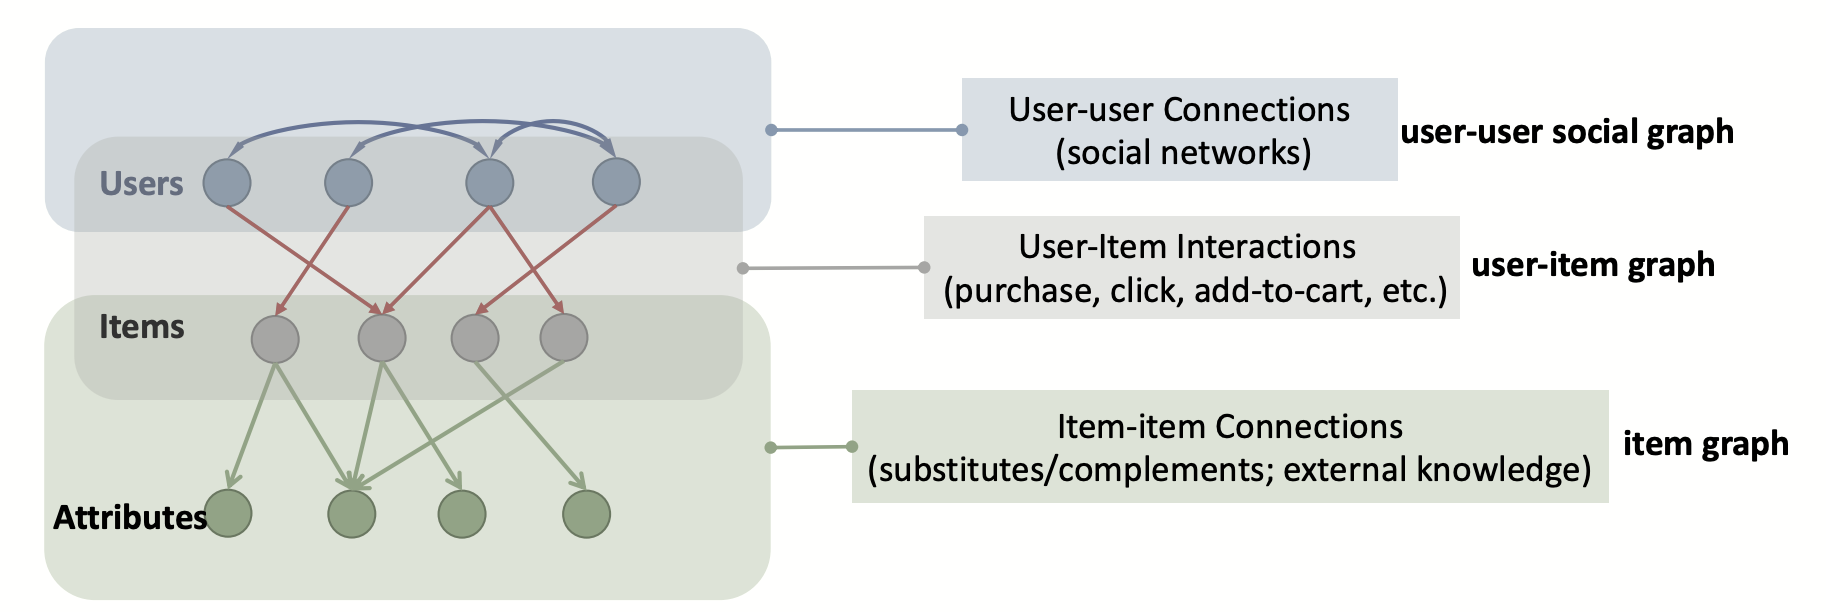 Users
Items
Attributes
User-user Connections
(social networks)
user-user social graph
User-Item Interactions
(purchase, click, add-to-cart, etc.)
user-item graph
Item-item Connections
(substitutes/complements; external knowledge)
item graph